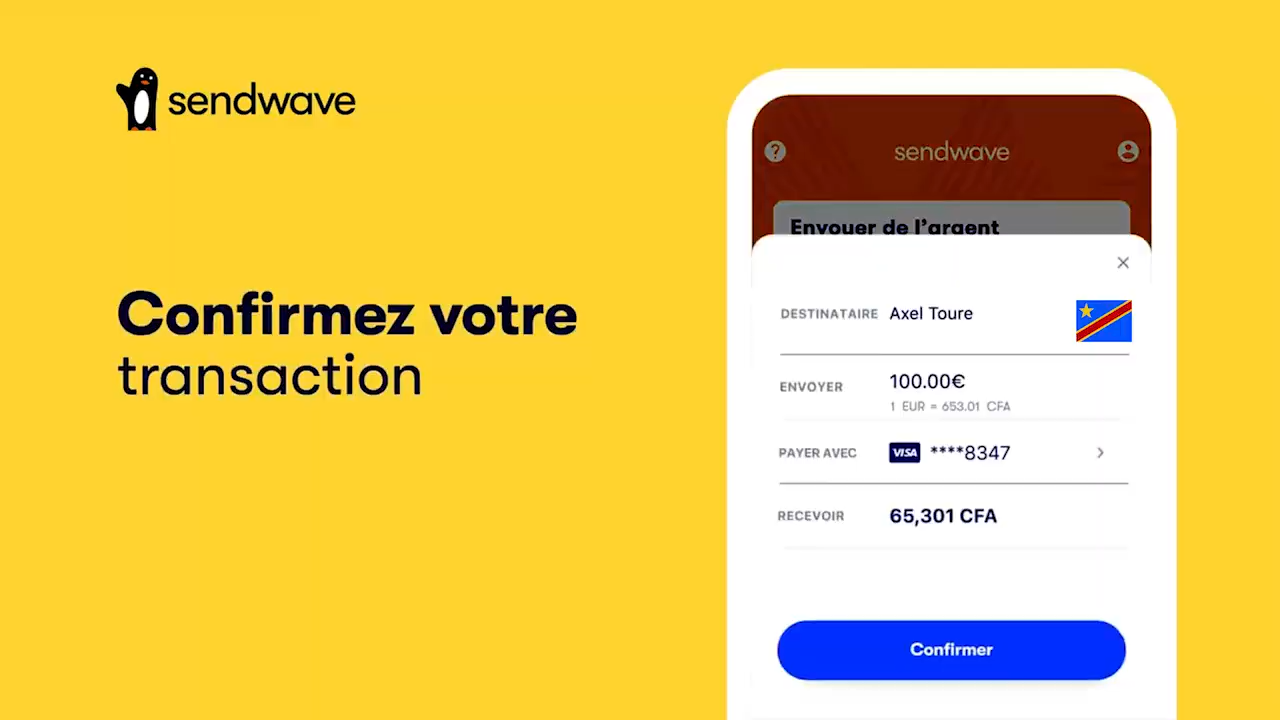 sendwave
Confirmez votre
transaction
sendwave
Envoyer de l'argent
DESTINATAIRE Axel Toure
ENVOYER 100.00€
1 EUR = 653.01 CFA
PAYER AVEC VISA ****8347
RECEVOIR 65,301 CFA
Confirmer